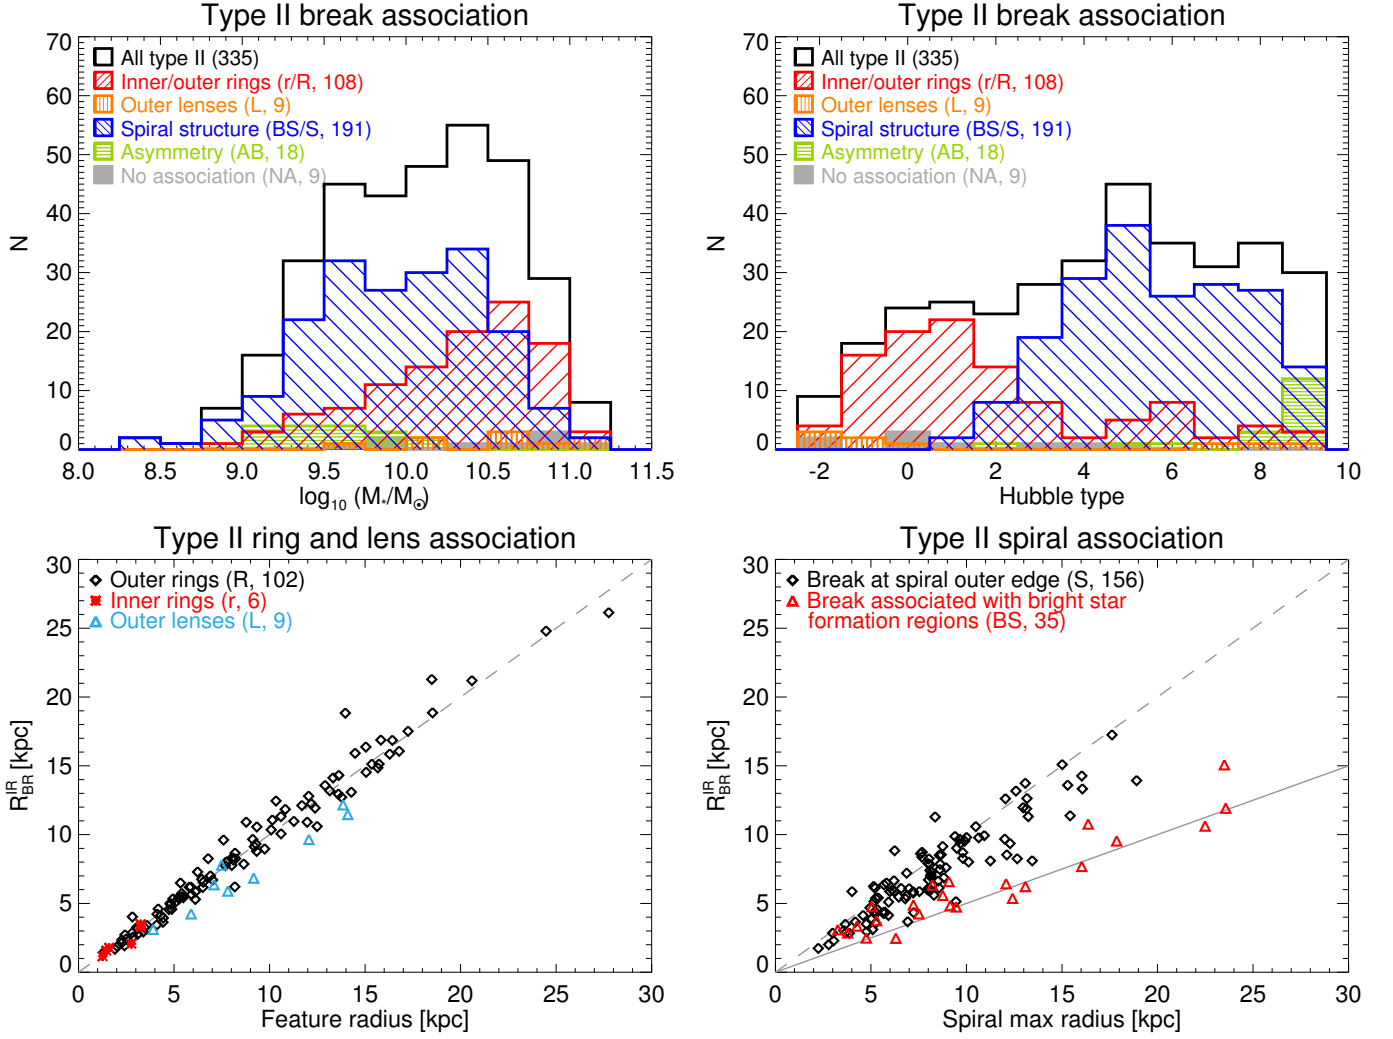 Type II break association
70
60
50
40
30
20
10
0
N
All type II (335)
Inner/outer rings (r/R, 108)
Outer lenses (L, 9)
Spiral structure (BS/S, 191)
Asymmetry (AB, 18)
No association (NA, 9)
8.0 8.5 9.0 9.5 10.0 10.5 11.0 11.5
log₁₀ (M*/M☉)
Type II break association
70
60
50
40
30
20
10
0
N
All type II (335)
Inner/outer rings (r/R, 108)
Outer lenses (L, 9)
Spiral structure (BS/S, 191)
Asymmetry (AB, 18)
No association (NA, 9)
-2 0 2 4 6 8 10
Hubble type
Type II ring and lens association
30
25
20
15
10
5
0
R_BR^IR [kpc]
Outer rings (R, 102)
Inner rings (r, 6)
Outer lenses (L, 9)
0 5 10 15 20 25 30
Feature radius [kpc]
Type II spiral association
30
25
20
15
10
5
0
R_BR^IR [kpc]
Break at spiral outer edge (S, 156)
Break associated with bright star
formation regions (BS, 35)
0 5 10 15 20 25 30
Spiral max radius [kpc]